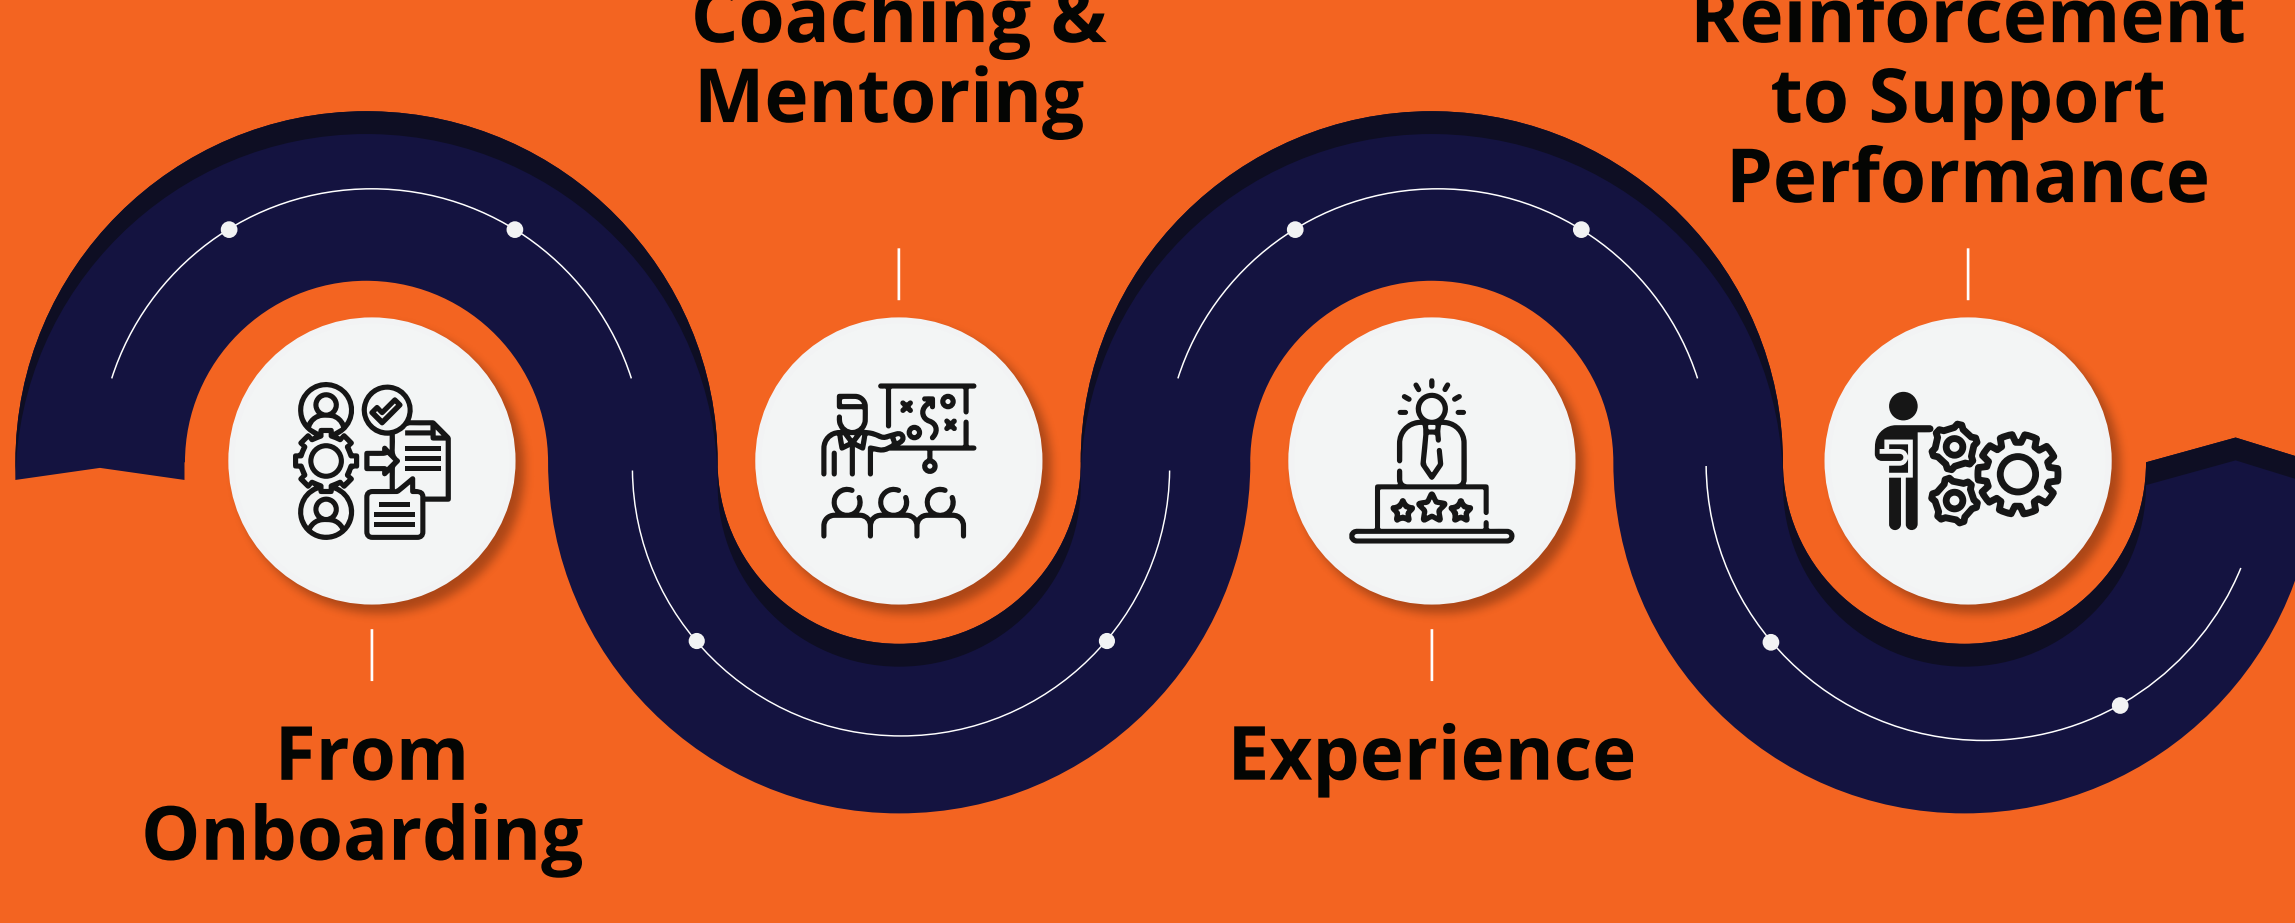 From
Onboarding
Coaching &
Mentoring
Experience
Reinforcement
to Support
Performance